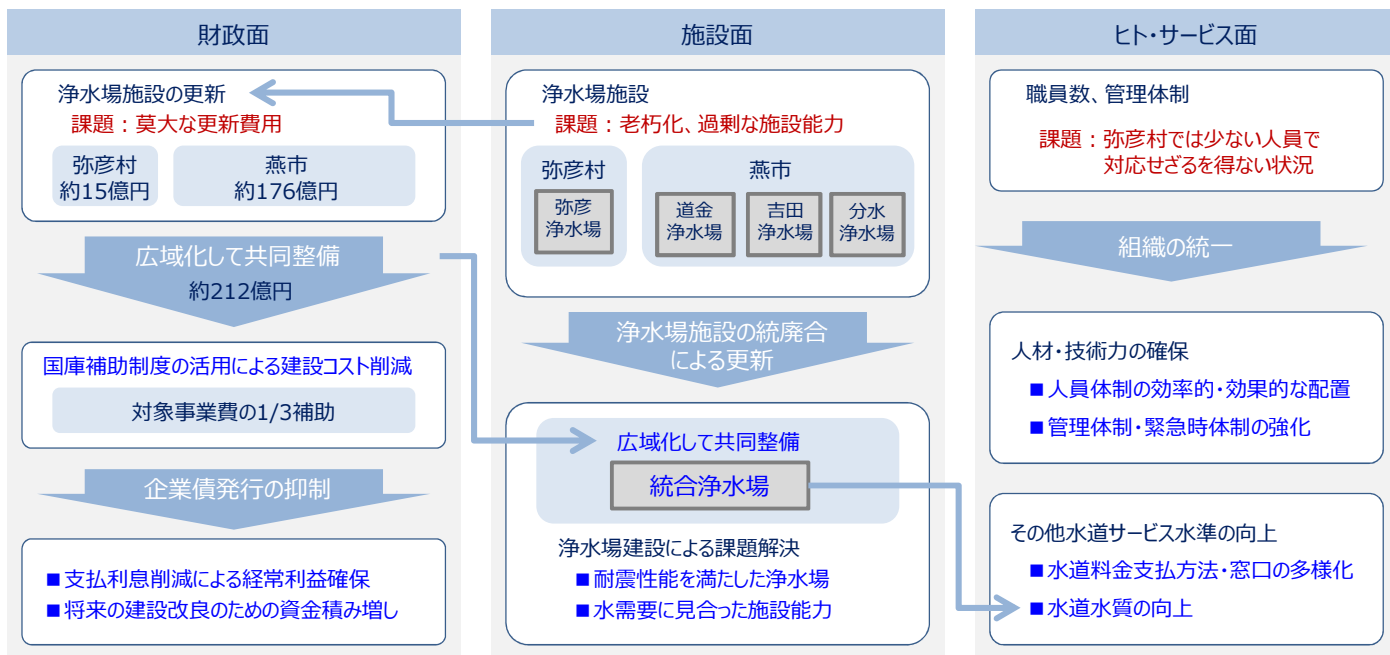 財政面
浄水場施設の更新
課題：莫大な更新費用
弥彦村
約15億円
燕市
約176億円
広域化して共同整備
約212億円
国庫補助制度の活用による建設コスト削減
対象事業費の1/3補助
企業債発行の抑制
■支払利息削減による経常利益確保
■将来の建設改良のための資金積み増し
施設面
浄水場施設
課題：老朽化、過剰な施設能力
弥彦村
弥彦
浄水場
燕市
道金
浄水場
吉田
浄水場
分水
浄水場
浄水場施設の統廃合
による更新
広域化して共同整備
統合浄水場
浄水場建設による課題解決
■耐震性能を満たした浄水場
■水需要に見合った施設能力
ヒト・サービス面
職員数、管理体制
課題：弥彦村では少ない人員で
対応せざるを得ない状況
組織の統一
人材・技術力の確保
■人員体制の効率的・効果的な配置
■管理体制・緊急時体制の強化
その他水道サービス水準の向上
■水道料金支払方法・窓口の多様化
■水道水質の向上